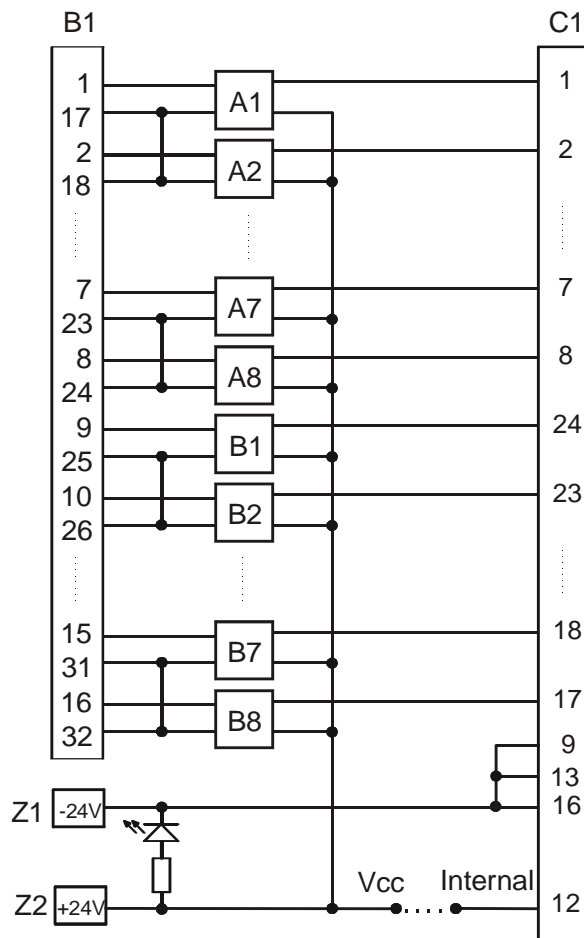 B1 C1
1 A1 1
17
2 A2 2
18
7 A7 7
23
8 A8 8
24
9 B1 24
25
10 B2 23
26
15 B7 18
31
16 B8 17
32
9
13
Z1 -24V 16
Vcc Internal
Z2 +24V 12